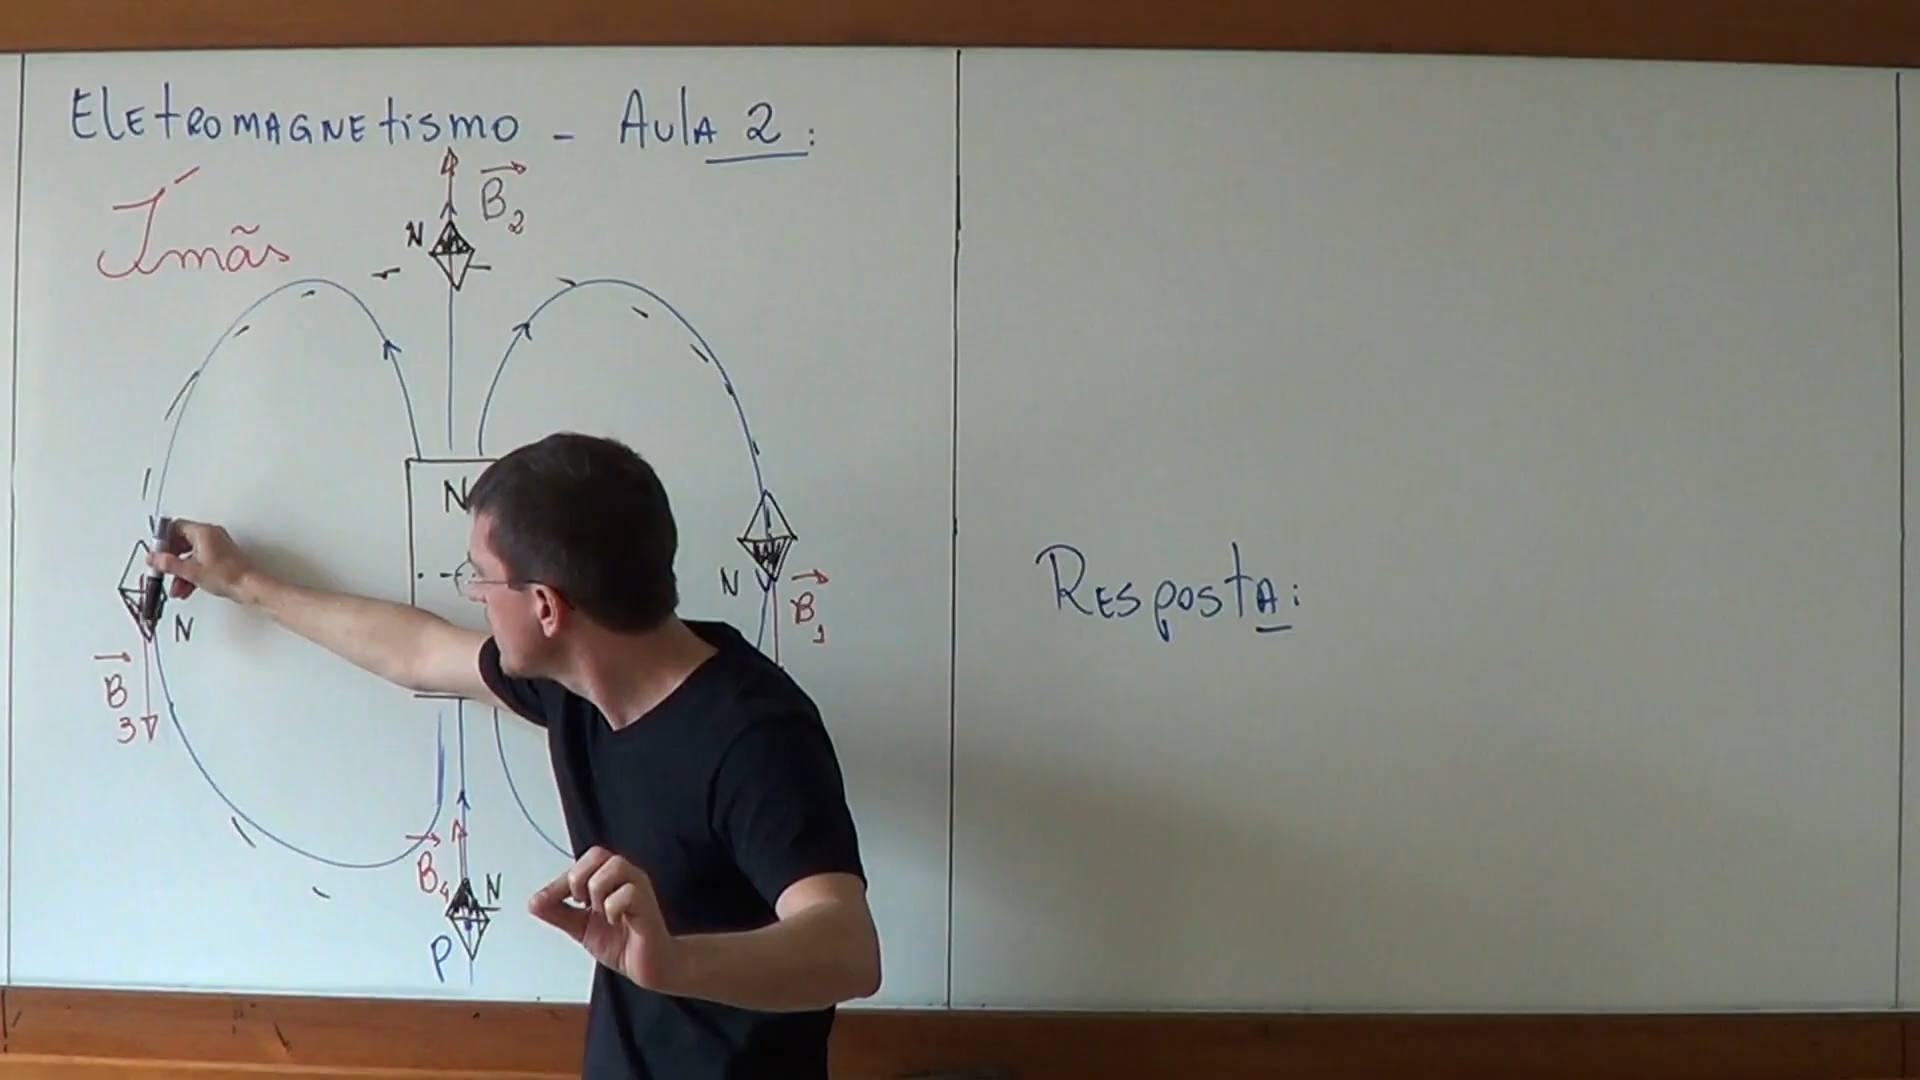 Eletromagnetismo - Aula 2:
Ímãs
N
B2
N
N
B1
N
B3
B4
N
P
Resposta: